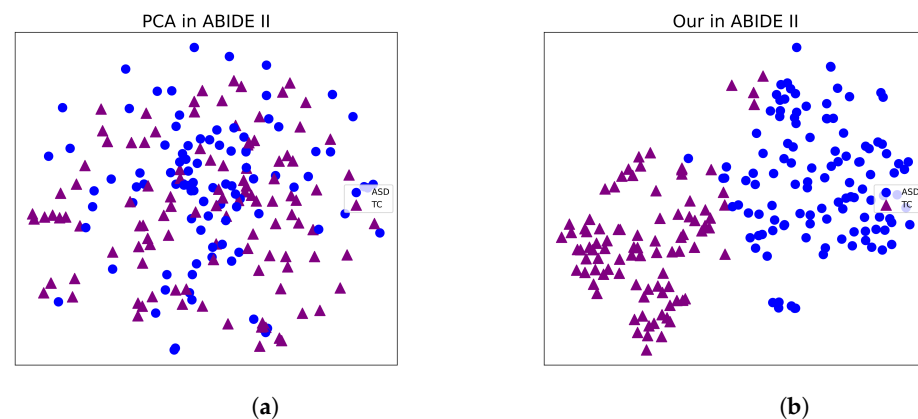 PCA in ABIDE II
ASD
TC
(a)
Our in ABIDE II
ASD
TC
(b)